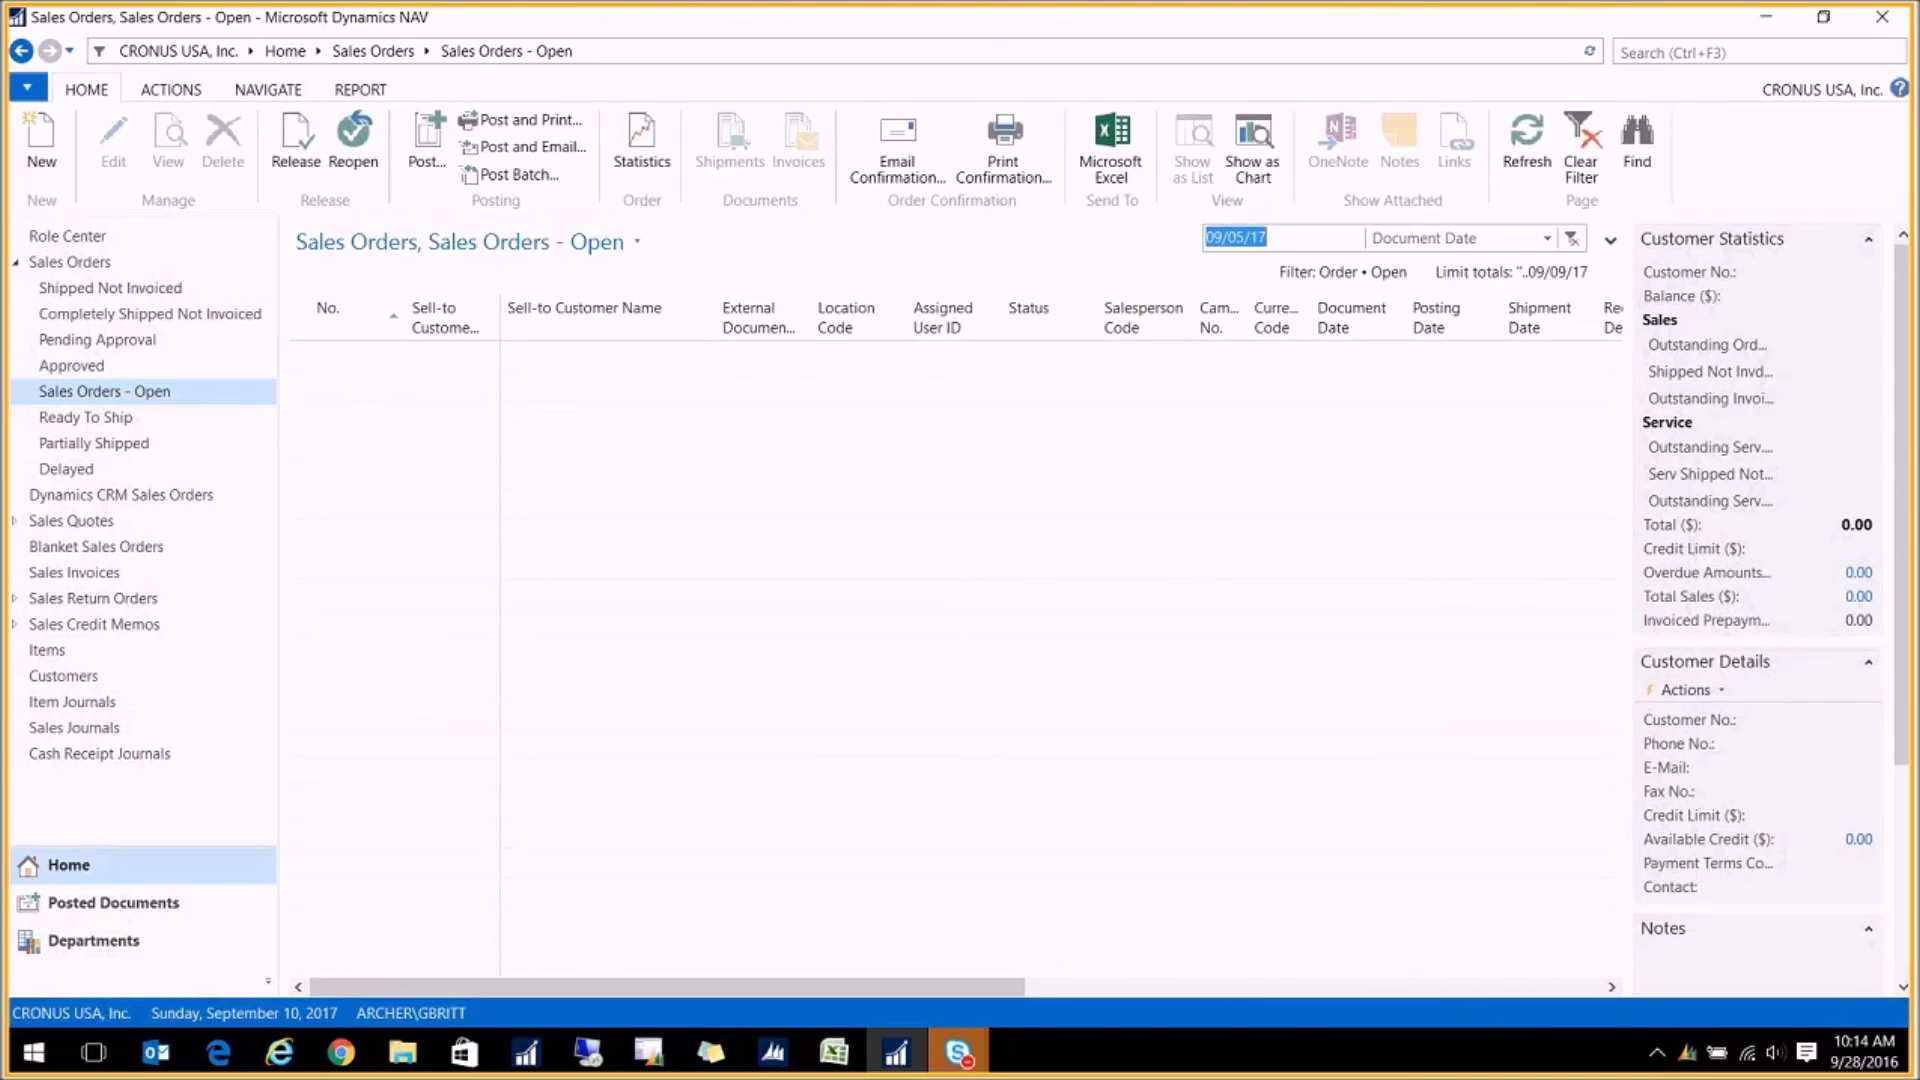 Sales Orders, Sales Orders - Open - Microsoft Dynamics NAV
CRONUS USA, Inc. Home Sales Orders Sales Orders - Open
Search (Ctrl+F3)
HOME ACTIONS NAVIGATE REPORT
CRONUS USA, Inc.
New
Edit
View
Delete
Release
Reopen
Post...
Post and Print...
Post and Email...
Post Batch...
Statistics
Shipments
Invoices
Email
Confirmation...
Print
Confirmation...
Microsoft
Excel
Show
as List
Show as
Chart
OneNote
Notes
Links
Refresh
Clear
Filter
Find
New
Manage
Release
Posting
Order
Documents
Order Confirmation
Send To
View
Show Attached
Page
Role Center
Sales Orders
Shipped Not Invoiced
Completely Shipped Not Invoiced
Pending Approval
Approved
Sales Orders - Open
Ready To Ship
Partially Shipped
Delayed
Dynamics CRM Sales Orders
Sales Quotes
Blanket Sales Orders
Sales Invoices
Sales Return Orders
Sales Credit Memos
Items
Customers
Item Journals
Sales Journals
Cash Receipt Journals
Home
Posted Documents
Departments
Sales Orders, Sales Orders - Open
09/05/17
Document Date
Filter: Order • Open
Limit totals: ''..09/09/17
No.
Sell-to
Custome...
Sell-to Customer Name
External
Documen...
Location
Code
Assigned
User ID
Status
Salesperson
Code
Cam...
No.
Curre...
Code
Document
Date
Posting
Date
Shipment
Date
Re
De
Customer Statistics
Customer No.:
Balance ($):
Sales
Outstanding Ord...
Shipped Not Invd...
Outstanding Invoi...
Service
Outstanding Serv....
Serv Shipped Not...
Outstanding Serv....
Total ($): 0.00
Credit Limit ($):
Overdue Amounts... 0.00
Total Sales ($): 0.00
Invoiced Prepaym... 0.00
Customer Details
Actions
Customer No.:
Phone No.:
E-Mail:
Fax No.:
Credit Limit ($):
Available Credit ($): 0.00
Payment Terms Co...
Contact:
Notes
CRONUS USA, Inc. Sunday, September 10, 2017 ARCHER\GBRITT
10:14 AM
9/28/2016